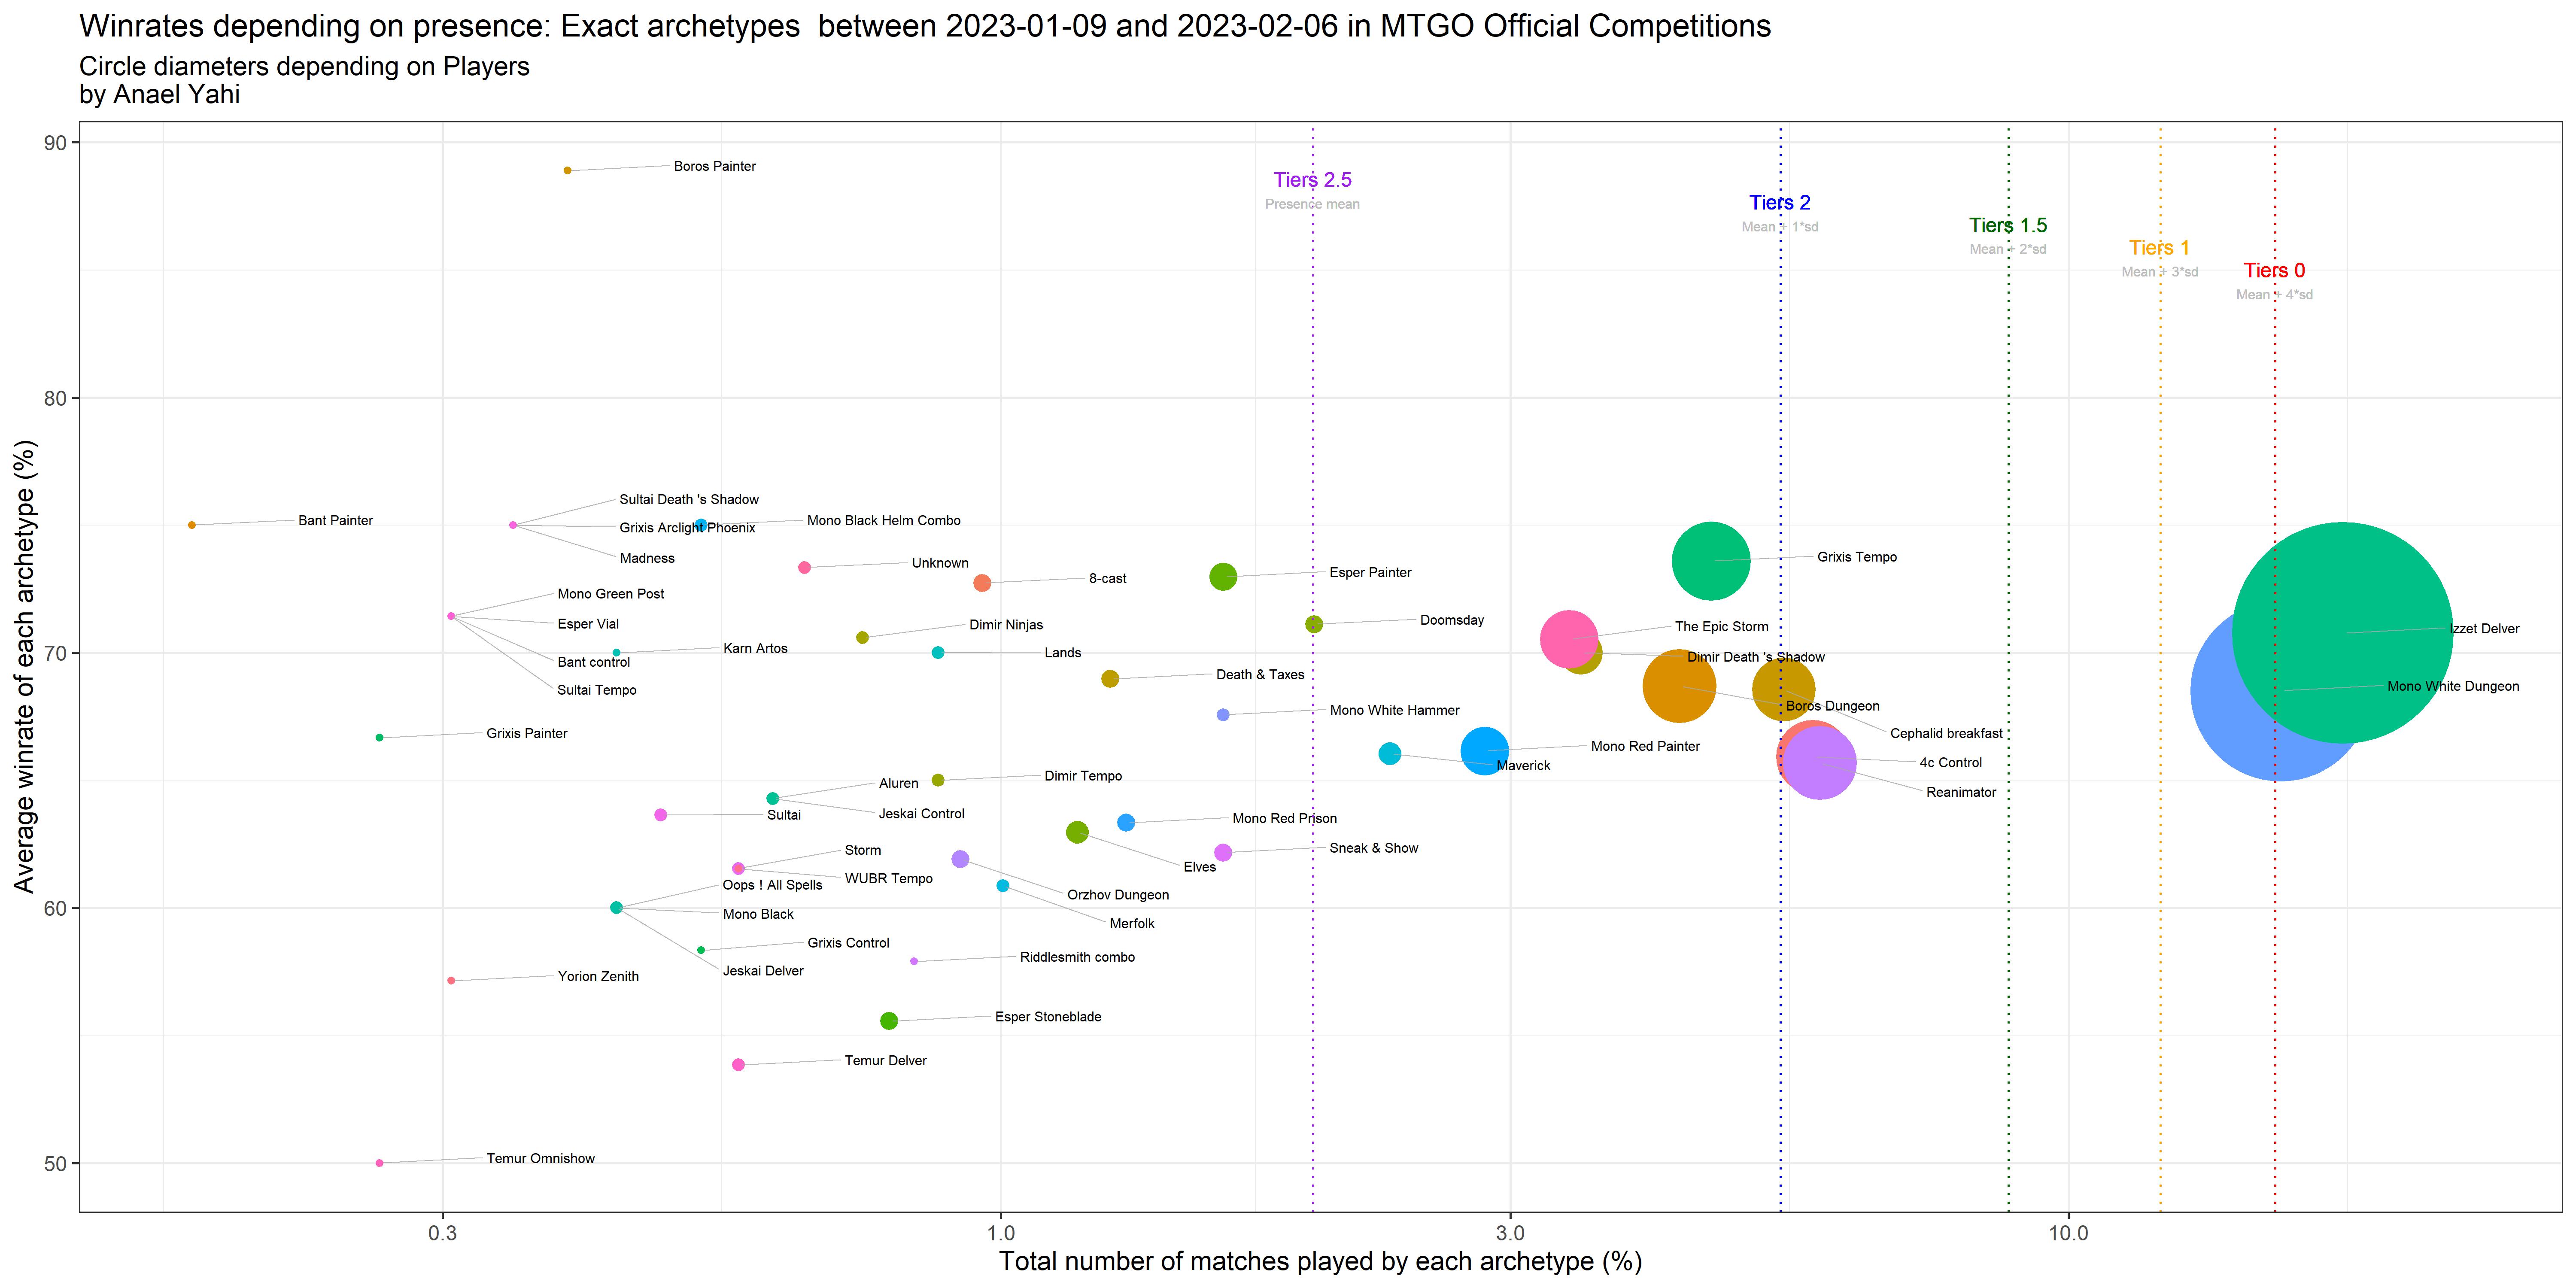 Winrates depending on presence: Exact archetypes  between 2023-01-09 and 2023-02-06 in MTGO Official Competitions
Circle diameters depending on Players
by Anael Yahi
Average winrate of each archetype (%)
90
80
70
60
50
Boros Painter
Tiers 2.5
Presence mean
Tiers 2
Mean + 1*sd
Tiers 1.5
Mean + 2*sd
Tiers 1
Mean + 3*sd
Tiers 0
Mean + 4*sd
Sultai Death 's Shadow
Bant Painter
Grixis Arclight Phoenix
Mono Black Helm Combo
Madness
Unknown
8-cast
Esper Painter
Grixis Tempo
Mono Green Post
Esper Vial
Dimir Ninjas
Doomsday
The Epic Storm
Izzet Delver
Karn Artos
Lands
Dimir Death 's Shadow
Bant control
Sultai Tempo
Death & Taxes
Mono White Dungeon
Boros Dungeon
Mono White Hammer
Grixis Painter
Cephalid breakfast
Mono Red Painter
Maverick
4c Control
Reanimator
Dimir Tempo
Aluren
Jeskai Control
Sultai
Mono Red Prison
Sneak & Show
Storm
Elves
WUBR Tempo
Oops ! All Spells
Orzhov Dungeon
Mono Black
Merfolk
Grixis Control
Riddlesmith combo
Jeskai Delver
Yorion Zenith
Esper Stoneblade
Temur Delver
Temur Omnishow
0.3
1.0
3.0
10.0
Total number of matches played by each archetype (%)